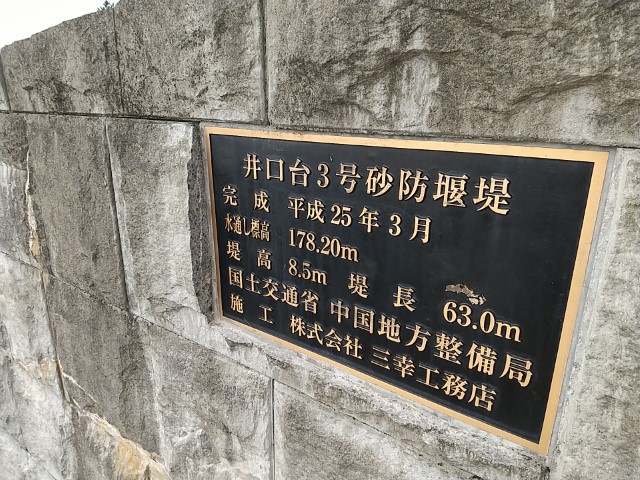 井口台3号砂防堰堤
完成 平成25年3月
水通し標高 178.20m
堤高 8.5m 堤長 63.0m
国土交通省 中国地方整備局
施工 株式会社 三幸工務店